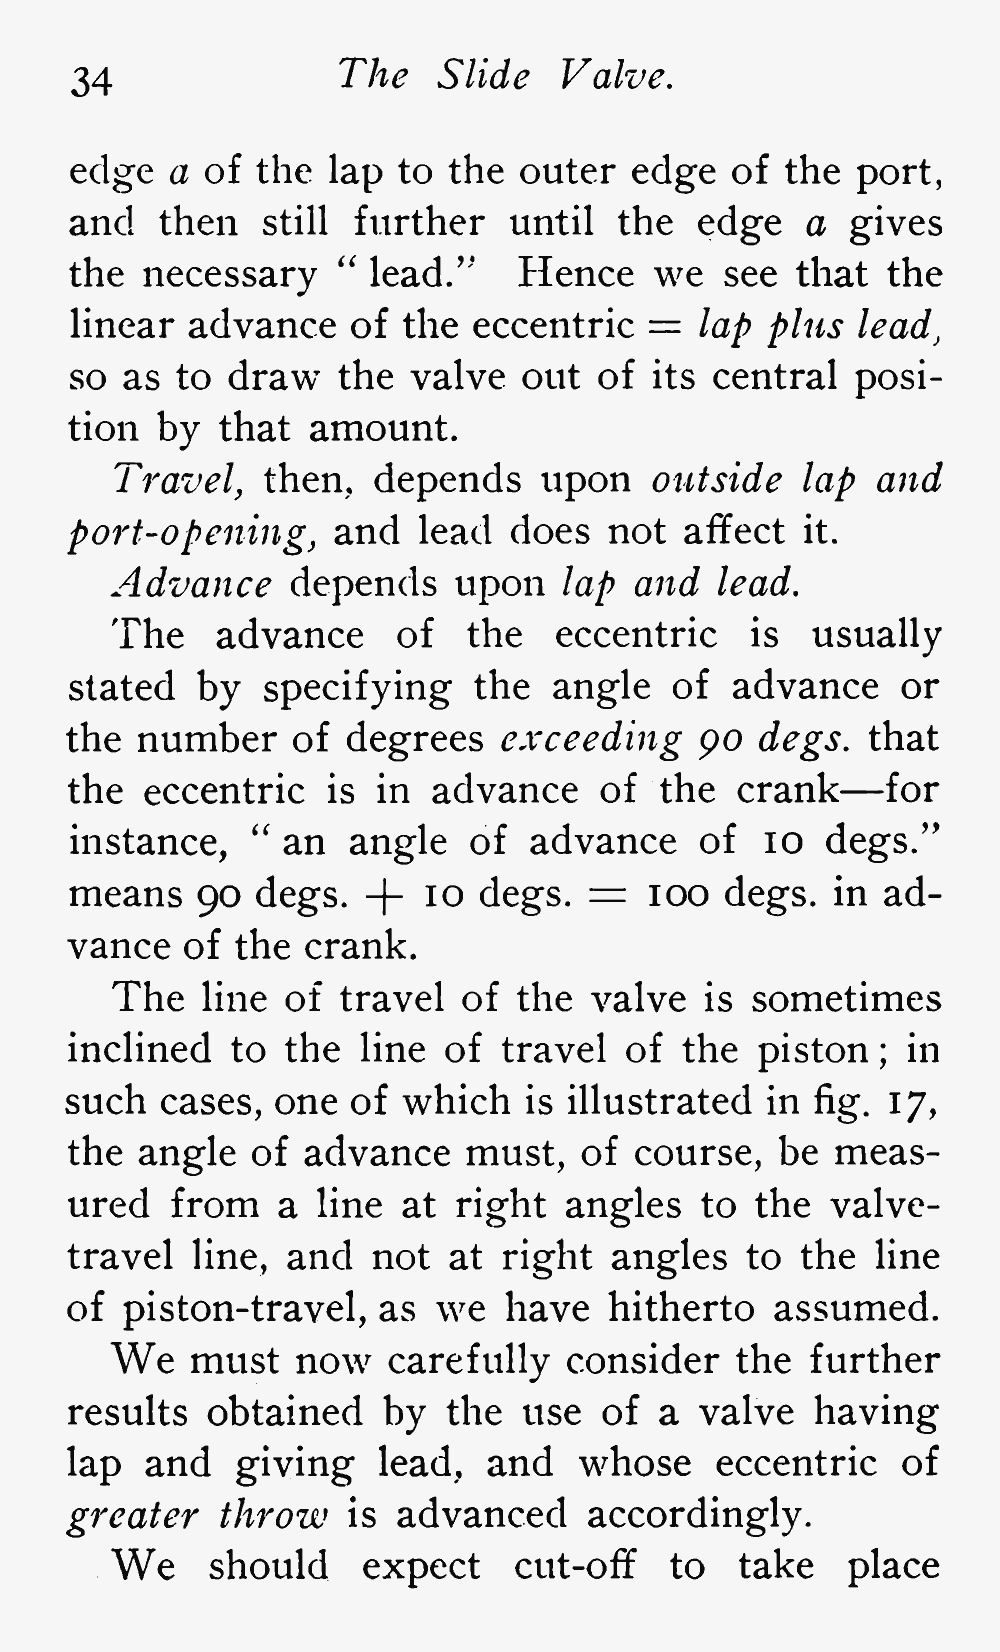 34 The Slide Valve.
edge a of the lap to the outer edge of the port,
and then still further until the edge a gives
the necessary “ lead.” Hence we see that the
linear advance of the eccentric = lap plus lead,
so as to draw the valve out of its central posi-
tion by that amount.
Travel, then, depends upon outside lap and
port-opening, and lead does not affect it.
Advance depends upon lap and lead.
The advance of the eccentric is usually
stated by specifying the angle of advance or
the number of degrees exceeding 90 degs. that
the eccentric is in advance of the crank—for
instance, “ an angle of advance of 10 degs.”
means 90 degs. + 10 degs. = 100 degs. in ad-
vance of the crank.
The line of travel of the valve is sometimes
inclined to the line of travel of the piston ; in
such cases, one of which is illustrated in fig. 17,
the angle of advance must, of course, be meas-
ured from a line at right angles to the valve-
travel line, and not at right angles to the line
of piston-travel, as we have hitherto assumed.
We must now carefully consider the further
results obtained by the use of a valve having
lap and giving lead, and whose eccentric of
greater throw is advanced accordingly.
We should expect cut-off to take place